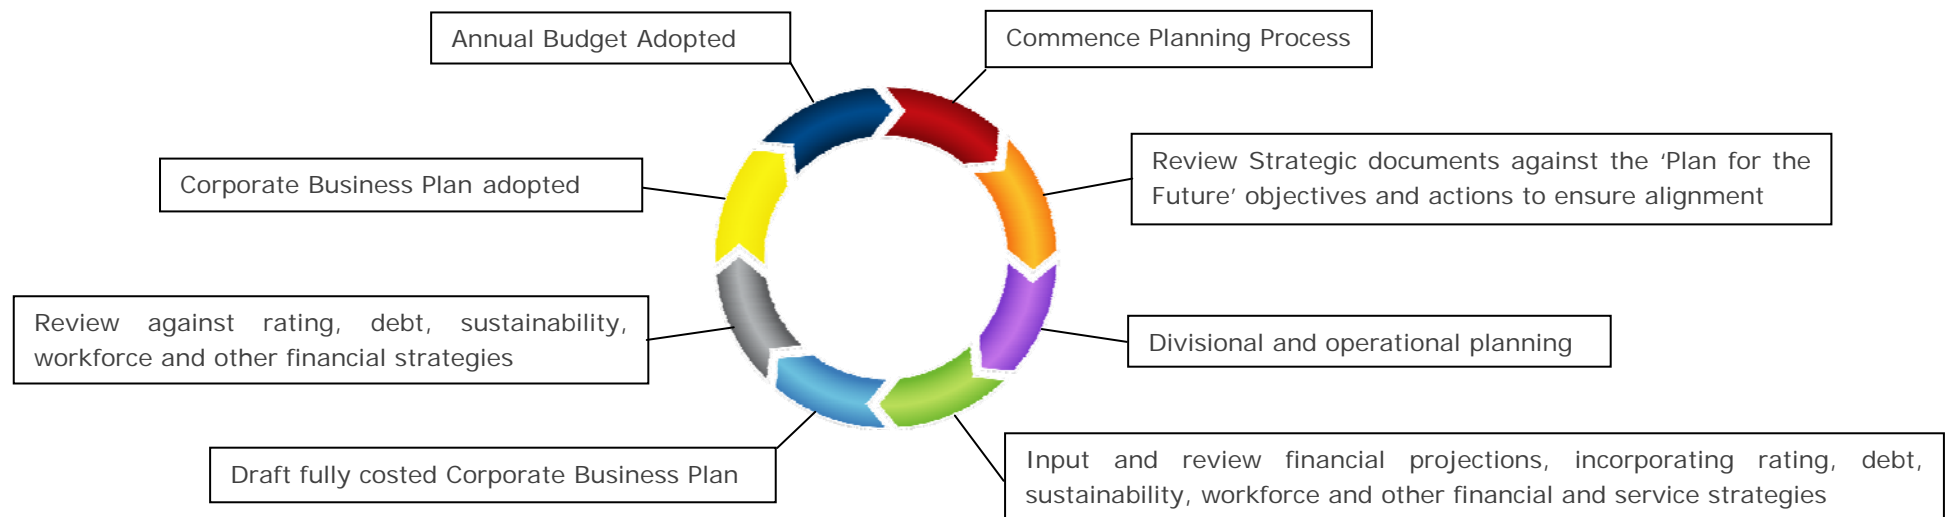 Annual Budget Adopted
Commence Planning Process
Review Strategic documents against the ‘Plan for the
Future’ objectives and actions to ensure alignment
Corporate Business Plan adopted
Review against rating, debt, sustainability,
workforce and other financial strategies
Divisional and operational planning
Draft fully costed Corporate Business Plan
Input and review financial projections, incorporating rating, debt,
sustainability, workforce and other financial and service strategies